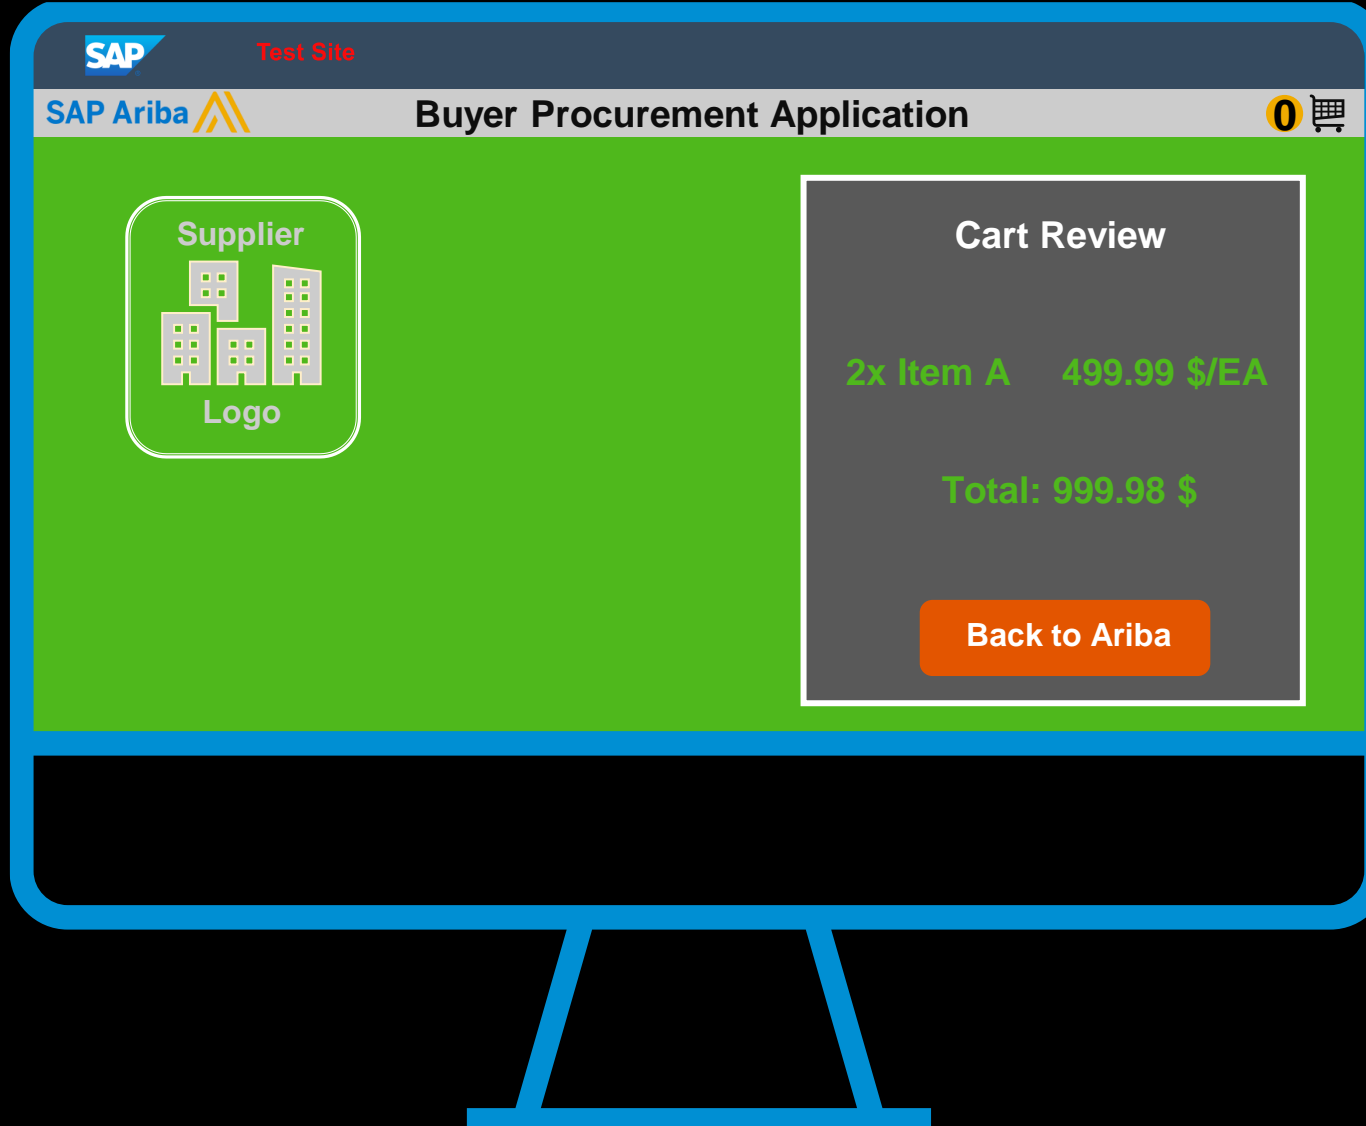 SAP Test Site
SAP Ariba Buyer Procurement Application 0
Supplier
Logo
Cart Review
2x Item A 499.99 $/EA
Total: 999.98 $
Back to Ariba